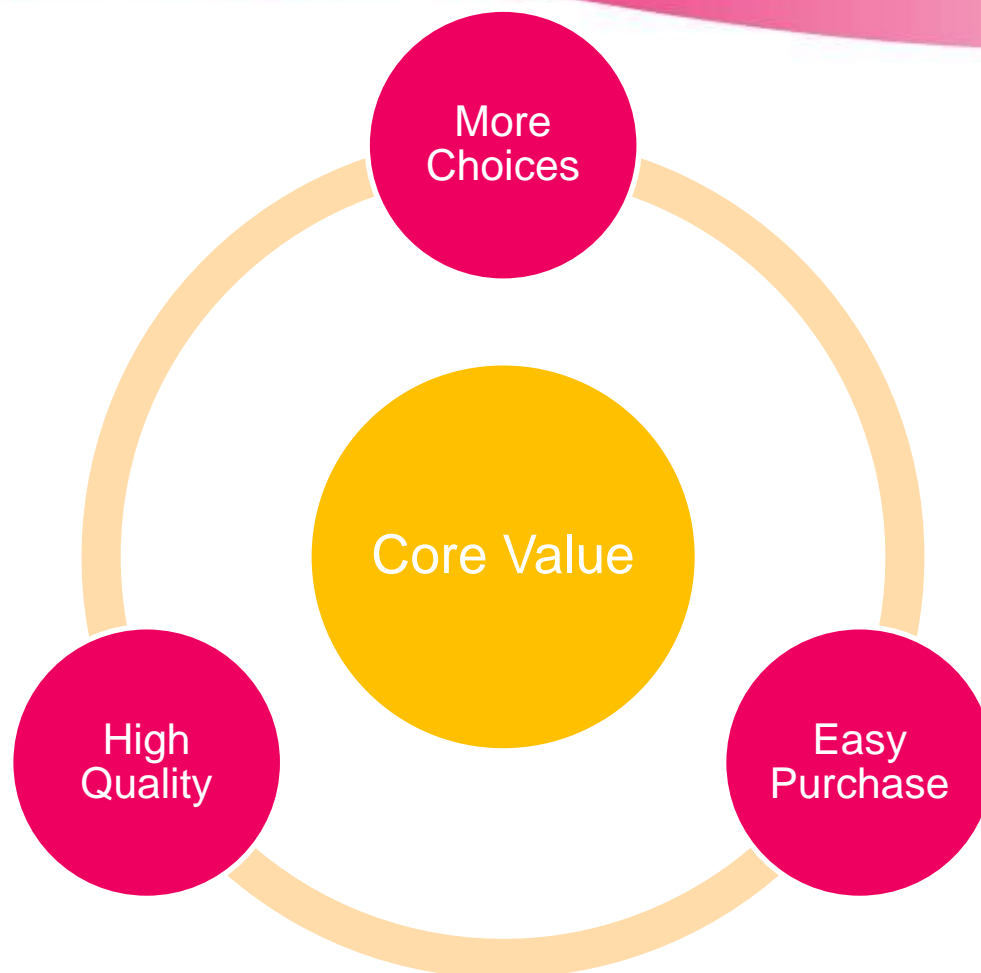 More
Choices
Core Value
High
Quality
Easy
Purchase